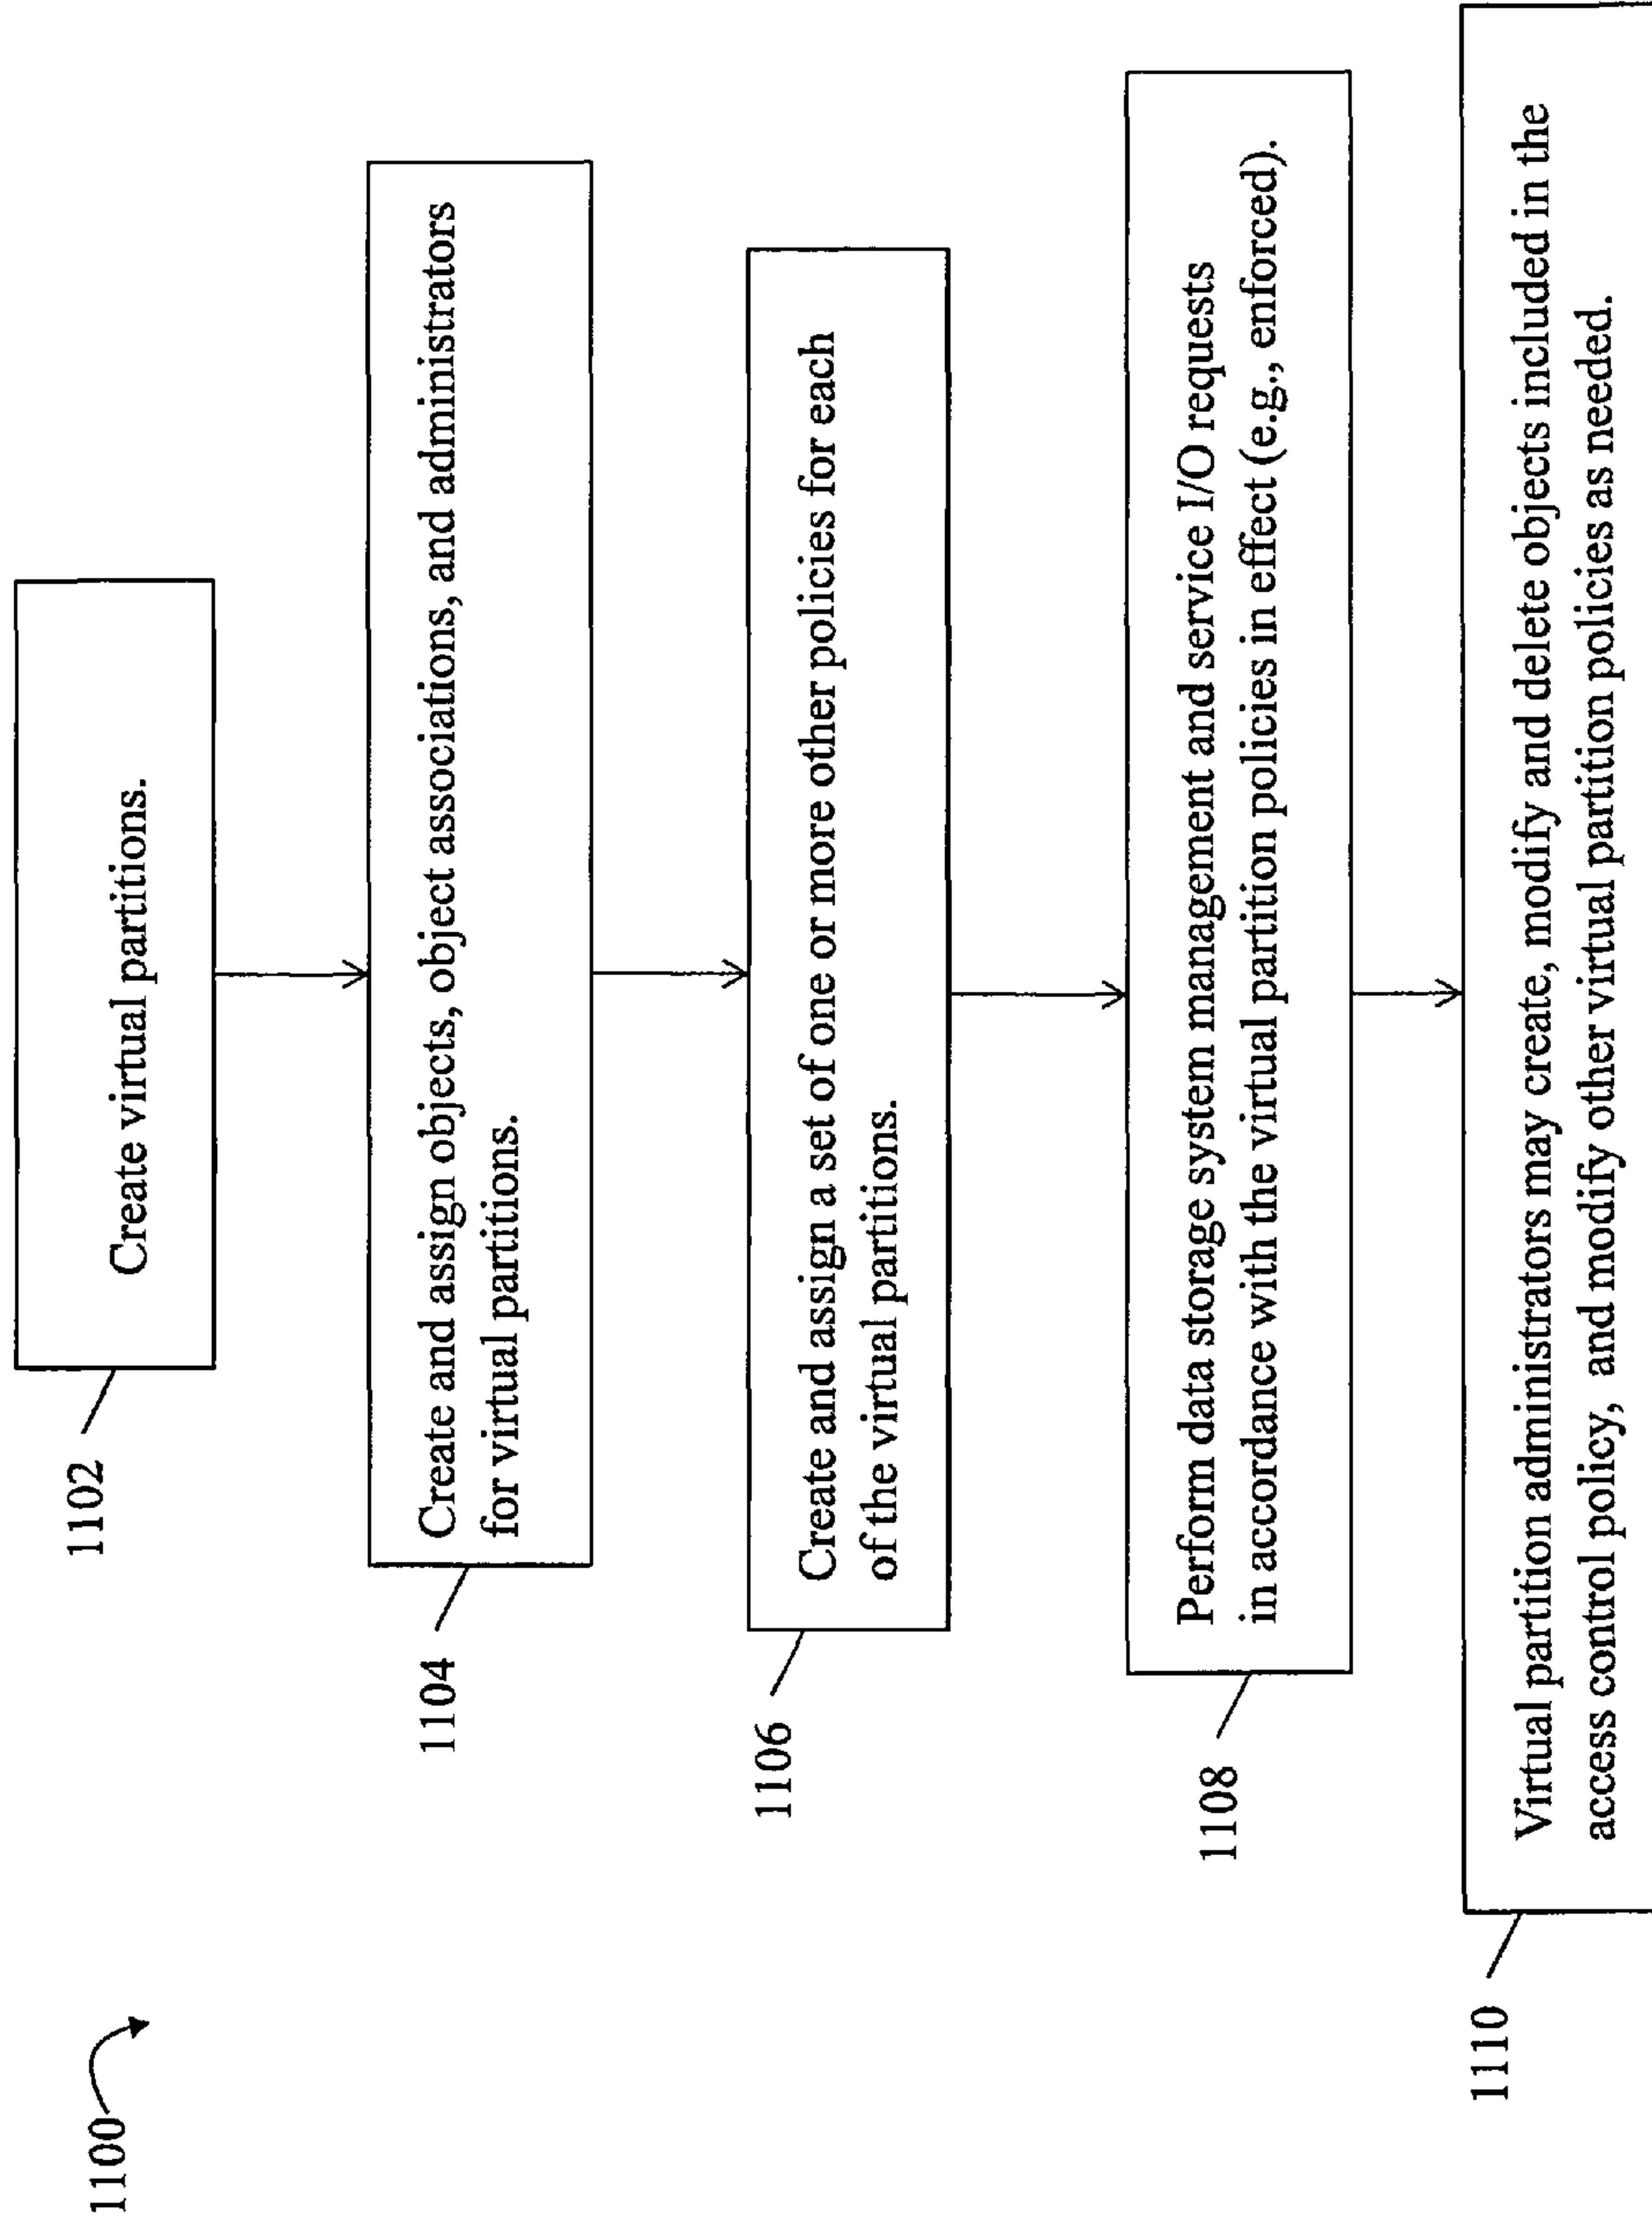 1100
1102
Create virtual partitions.
1104
Create and assign objects, object associations, and administrators
for virtual partitions.
1106
Create and assign a set of one or more other policies for each
of the virtual partitions.
1108
Perform data storage system management and service I/O requests
in accordance with the virtual partition policies in effect (e.g., enforced).
1110
Virtual partition administrators may create, modify and delete objects included in the
access control policy, and modify other virtual partition policies as needed.